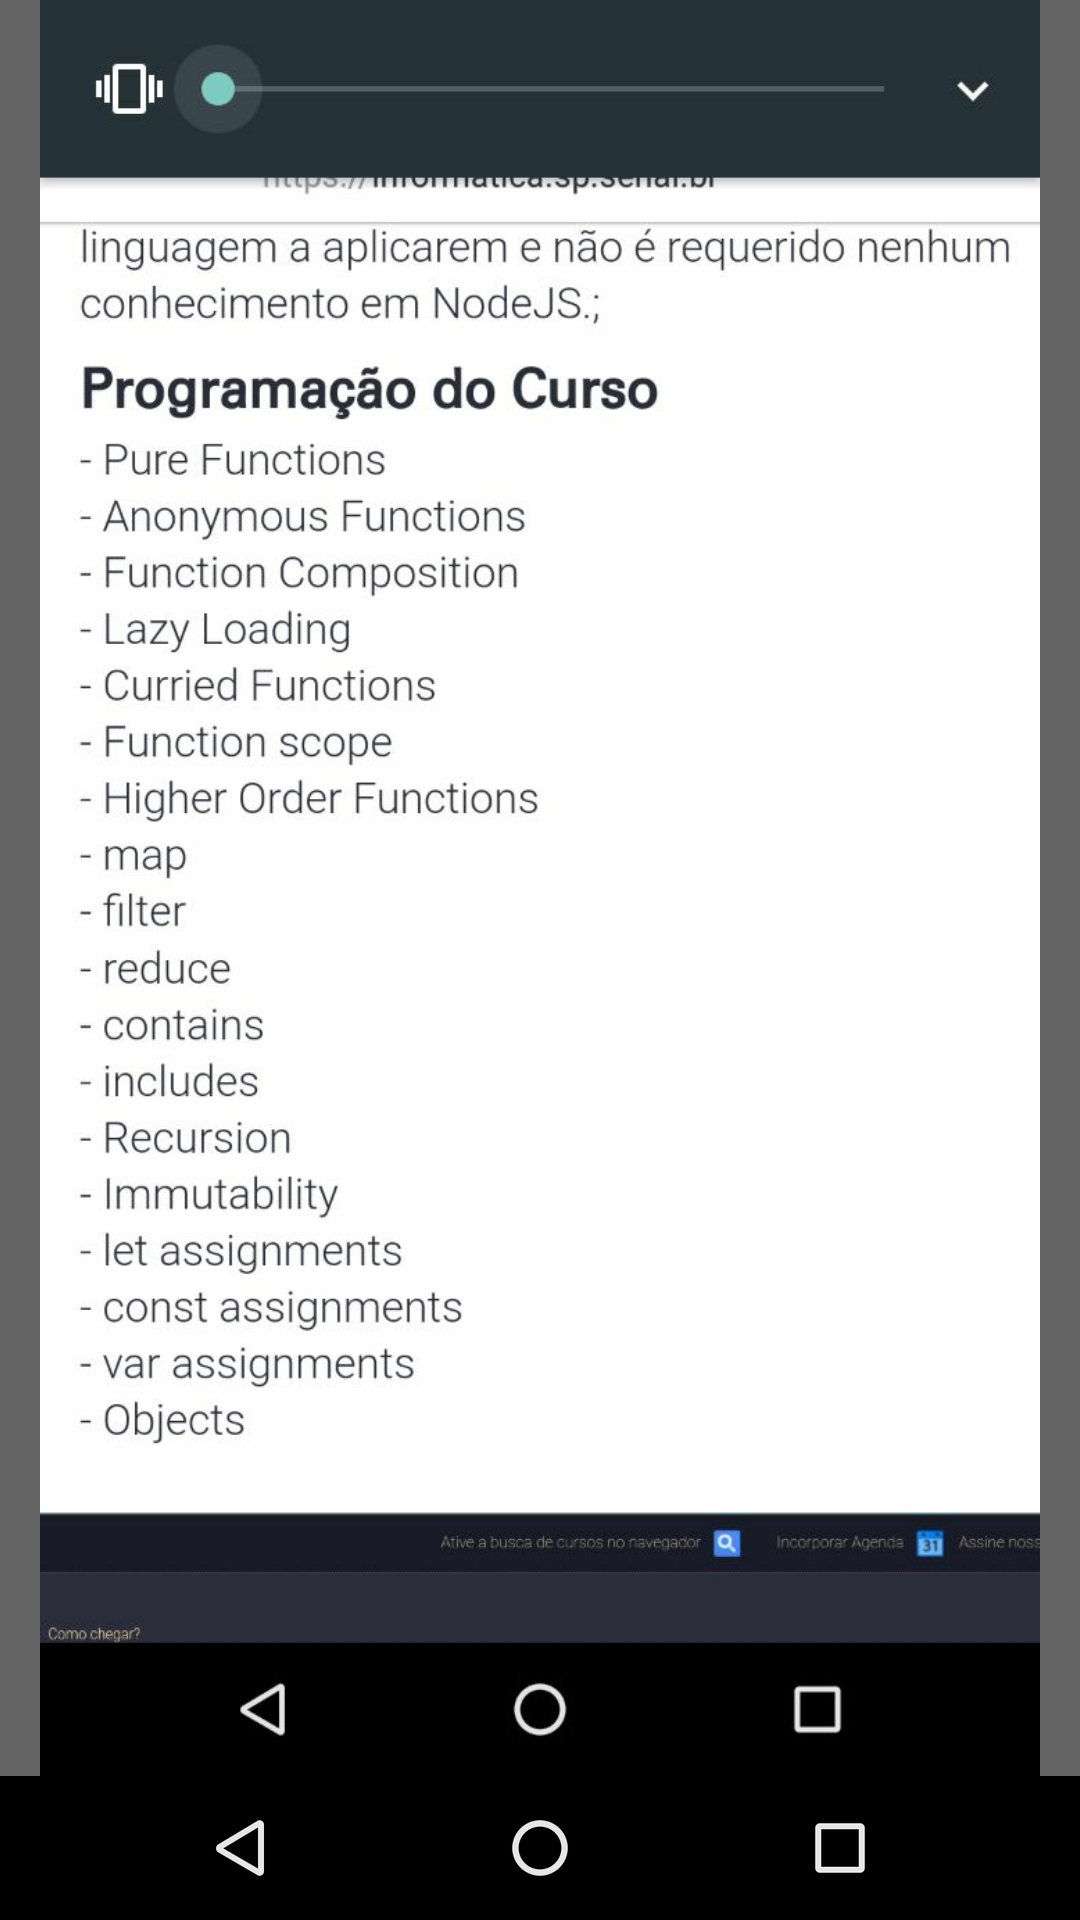 https://informatica.sp.senai.br
linguagem a aplicarem e não é requerido nenhum
conhecimento em NodeJS.;
Programação do Curso
- Pure Functions
- Anonymous Functions
- Function Composition
- Lazy Loading
- Curried Functions
- Function scope
- Higher Order Functions
- map
- filter
- reduce
- contains
- includes
- Recursion
- Immutability
- let assignments
- const assignments
- var assignments
- Objects
Ative a busca de cursos no navegador Incorporar Agenda 31 Assine noss
Como chegar?